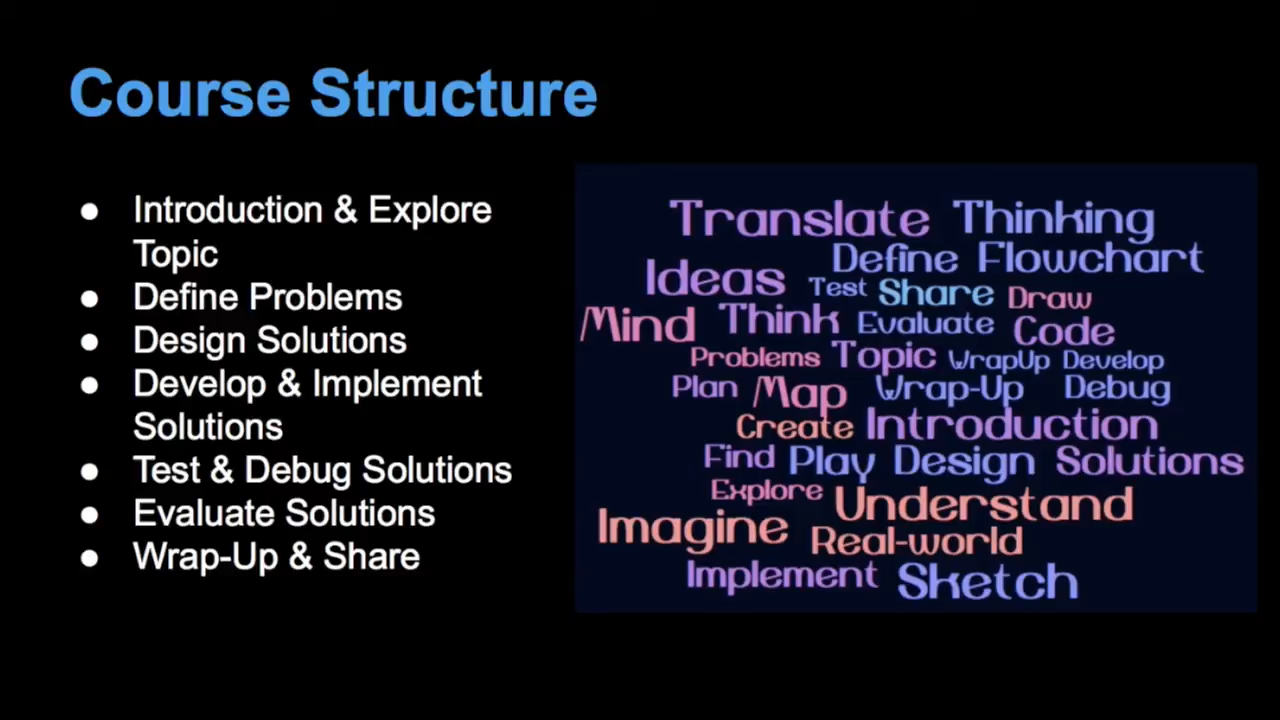 Course Structure
● Introduction & Explore
Topic
● Define Problems
● Design Solutions
● Develop & Implement
Solutions
● Test & Debug Solutions
● Evaluate Solutions
● Wrap-Up & Share
Translate Thinking
Define Flowchart
Ideas Test Share Draw
Mind Think Evaluate Code
Problems Topic WrapUp Develop
Plan Map Wrap-Up Debug
Create Introduction
Find Play Design Solutions
Explore Understand
Imagine Real-world
Implement Sketch